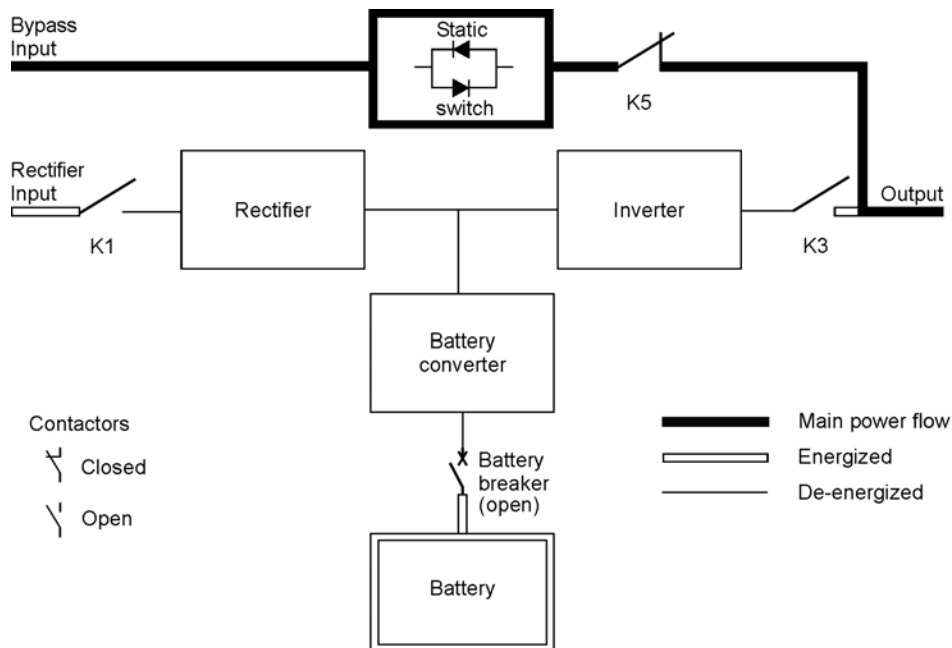 Bypass
Input
Static
switch
K5
Rectifier
Input
K1
Rectifier
Inverter
K3
Output
Battery
converter
Contactors
Closed
Open
Battery
breaker
(open)
Battery
Main power flow
Energized
De-energized